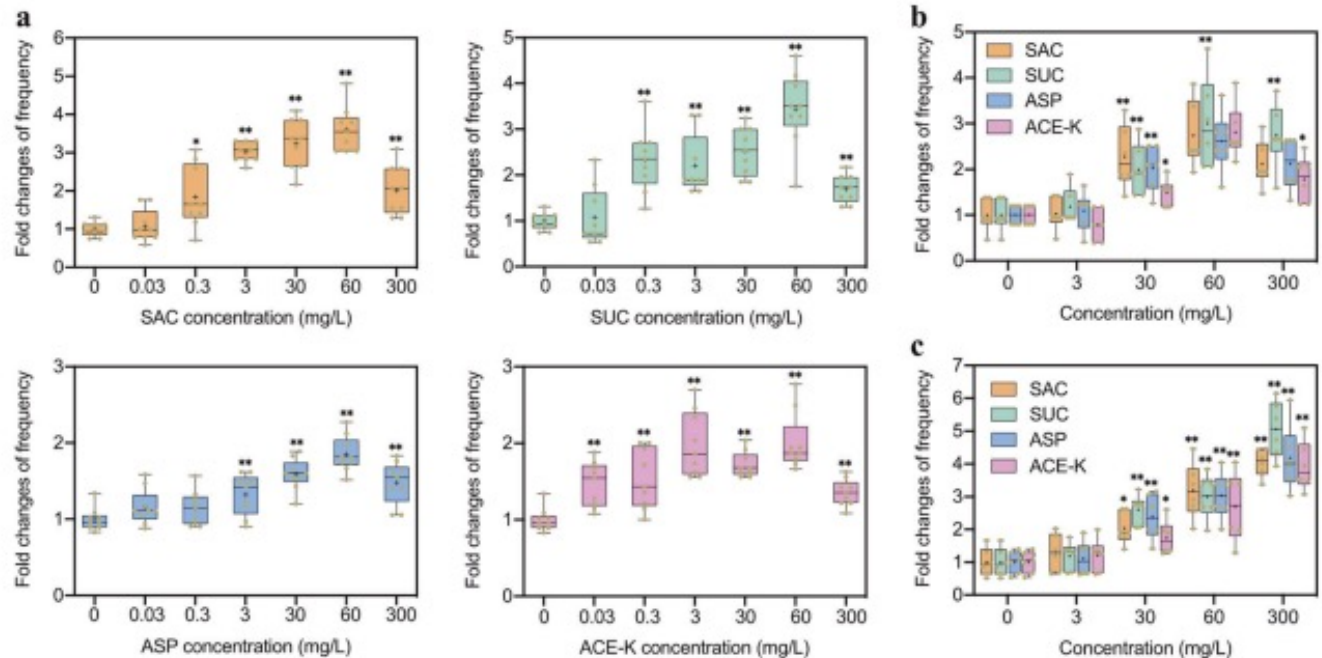 a
Fold changes of frequency
6
5
4
3
2
1
0
* ** ** ** **
0 0.03 0.3 3 30 60 300
SAC concentration (mg/L)
Fold changes of frequency
5
4
3
2
1
0
** ** ** ** **
0 0.03 0.3 3 30 60 300
SUC concentration (mg/L)
Fold changes of frequency
3
2
1
0
** ** ** **
0 0.03 0.3 3 30 60 300
ASP concentration (mg/L)
Fold changes of frequency
3
2
1
0
** ** ** ** **
0 0.03 0.3 3 30 60 300
ACE-K concentration (mg/L)
b
Fold changes of frequency
5
4
3
2
1
0
SAC
SUC
ASP
ACE-K
** ** ** * ** ** *
0 3 30 60 300
Concentration (mg/L)
c
Fold changes of frequency
7
6
5
4
3
2
1
0
SAC
SUC
ASP
ACE-K
* ** ** * ** ** ** ** ** ** ** **
0 3 30 60 300
Concentration (mg/L)